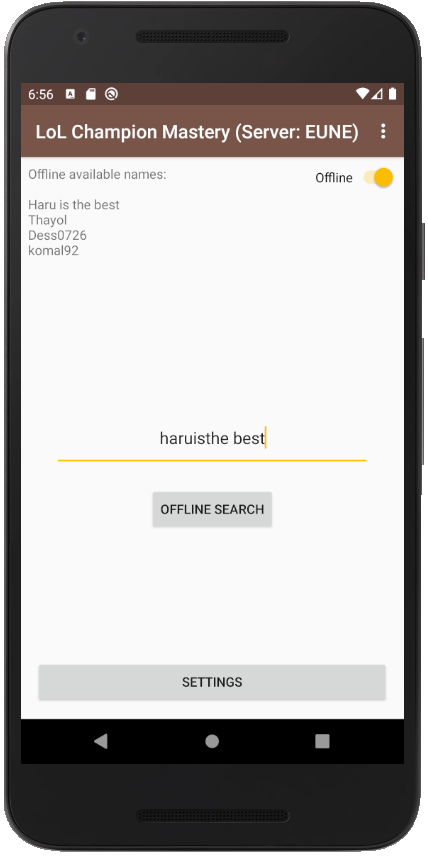 6:56
LoL Champion Mastery (Server: EUNE)
Offline available names:
Offline
Haru is the best
Thayol
Dess0726
komal92
haruisthe best
OFFLINE SEARCH
SETTINGS